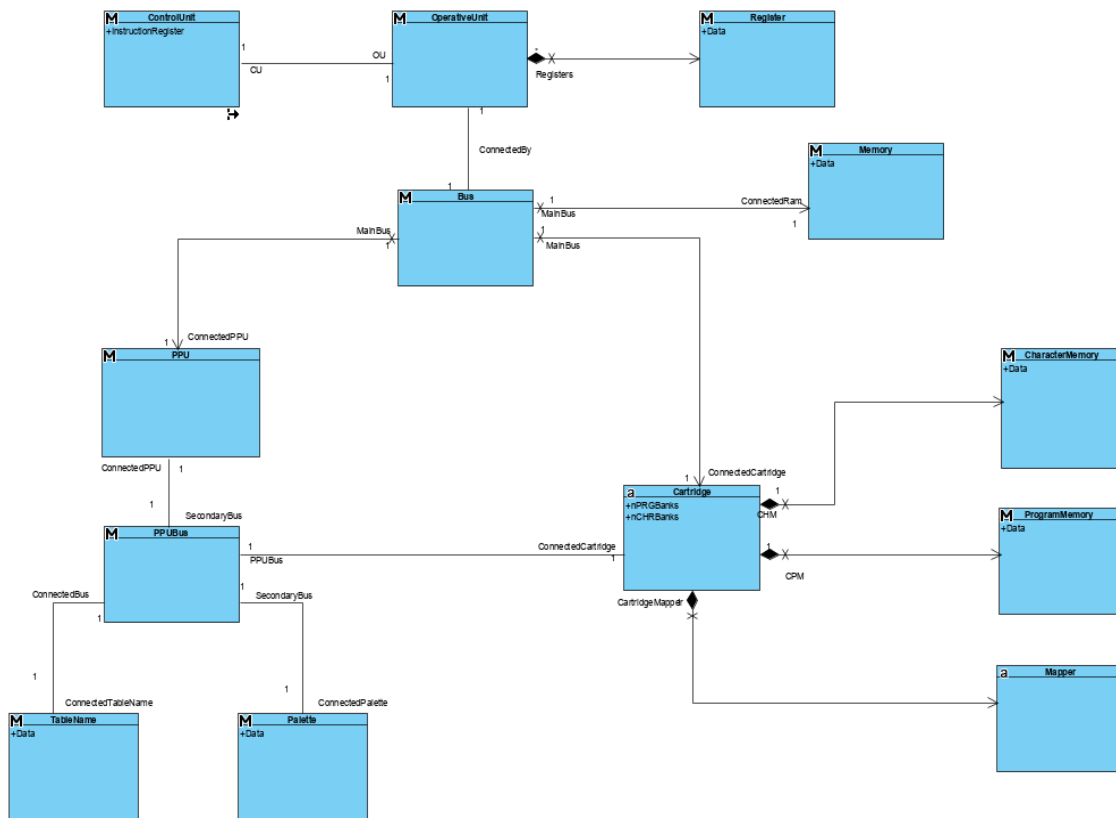 M ControlUnit
+InstructionRegister
M OperativeUnit
M Register
+Data
1
OU
CU
1
*
Registers
1
ConnectedBy
1
M Memory
+Data
M Bus
1
MainBus
ConnectedRam
1
MainBus
1
1
MainBus
ConnectedPPU
1
M PPU
M CharacterMemory
+Data
ConnectedPPU
1
1
SecondaryBus
ConnectedCartridge
1
a Cartridge
+nPRGBanks
+nCHRBanks
1
CHM
M ProgramMemory
+Data
M PPUBus
1
PPUBus
ConnectedCartridge
1
1
CPM
ConnectedBus
1
1
SecondaryBus
CartridgeMapper
1
1
ConnectedTableName
1
ConnectedPalette
a Mapper
M TableName
+Data
M Palette
+Data